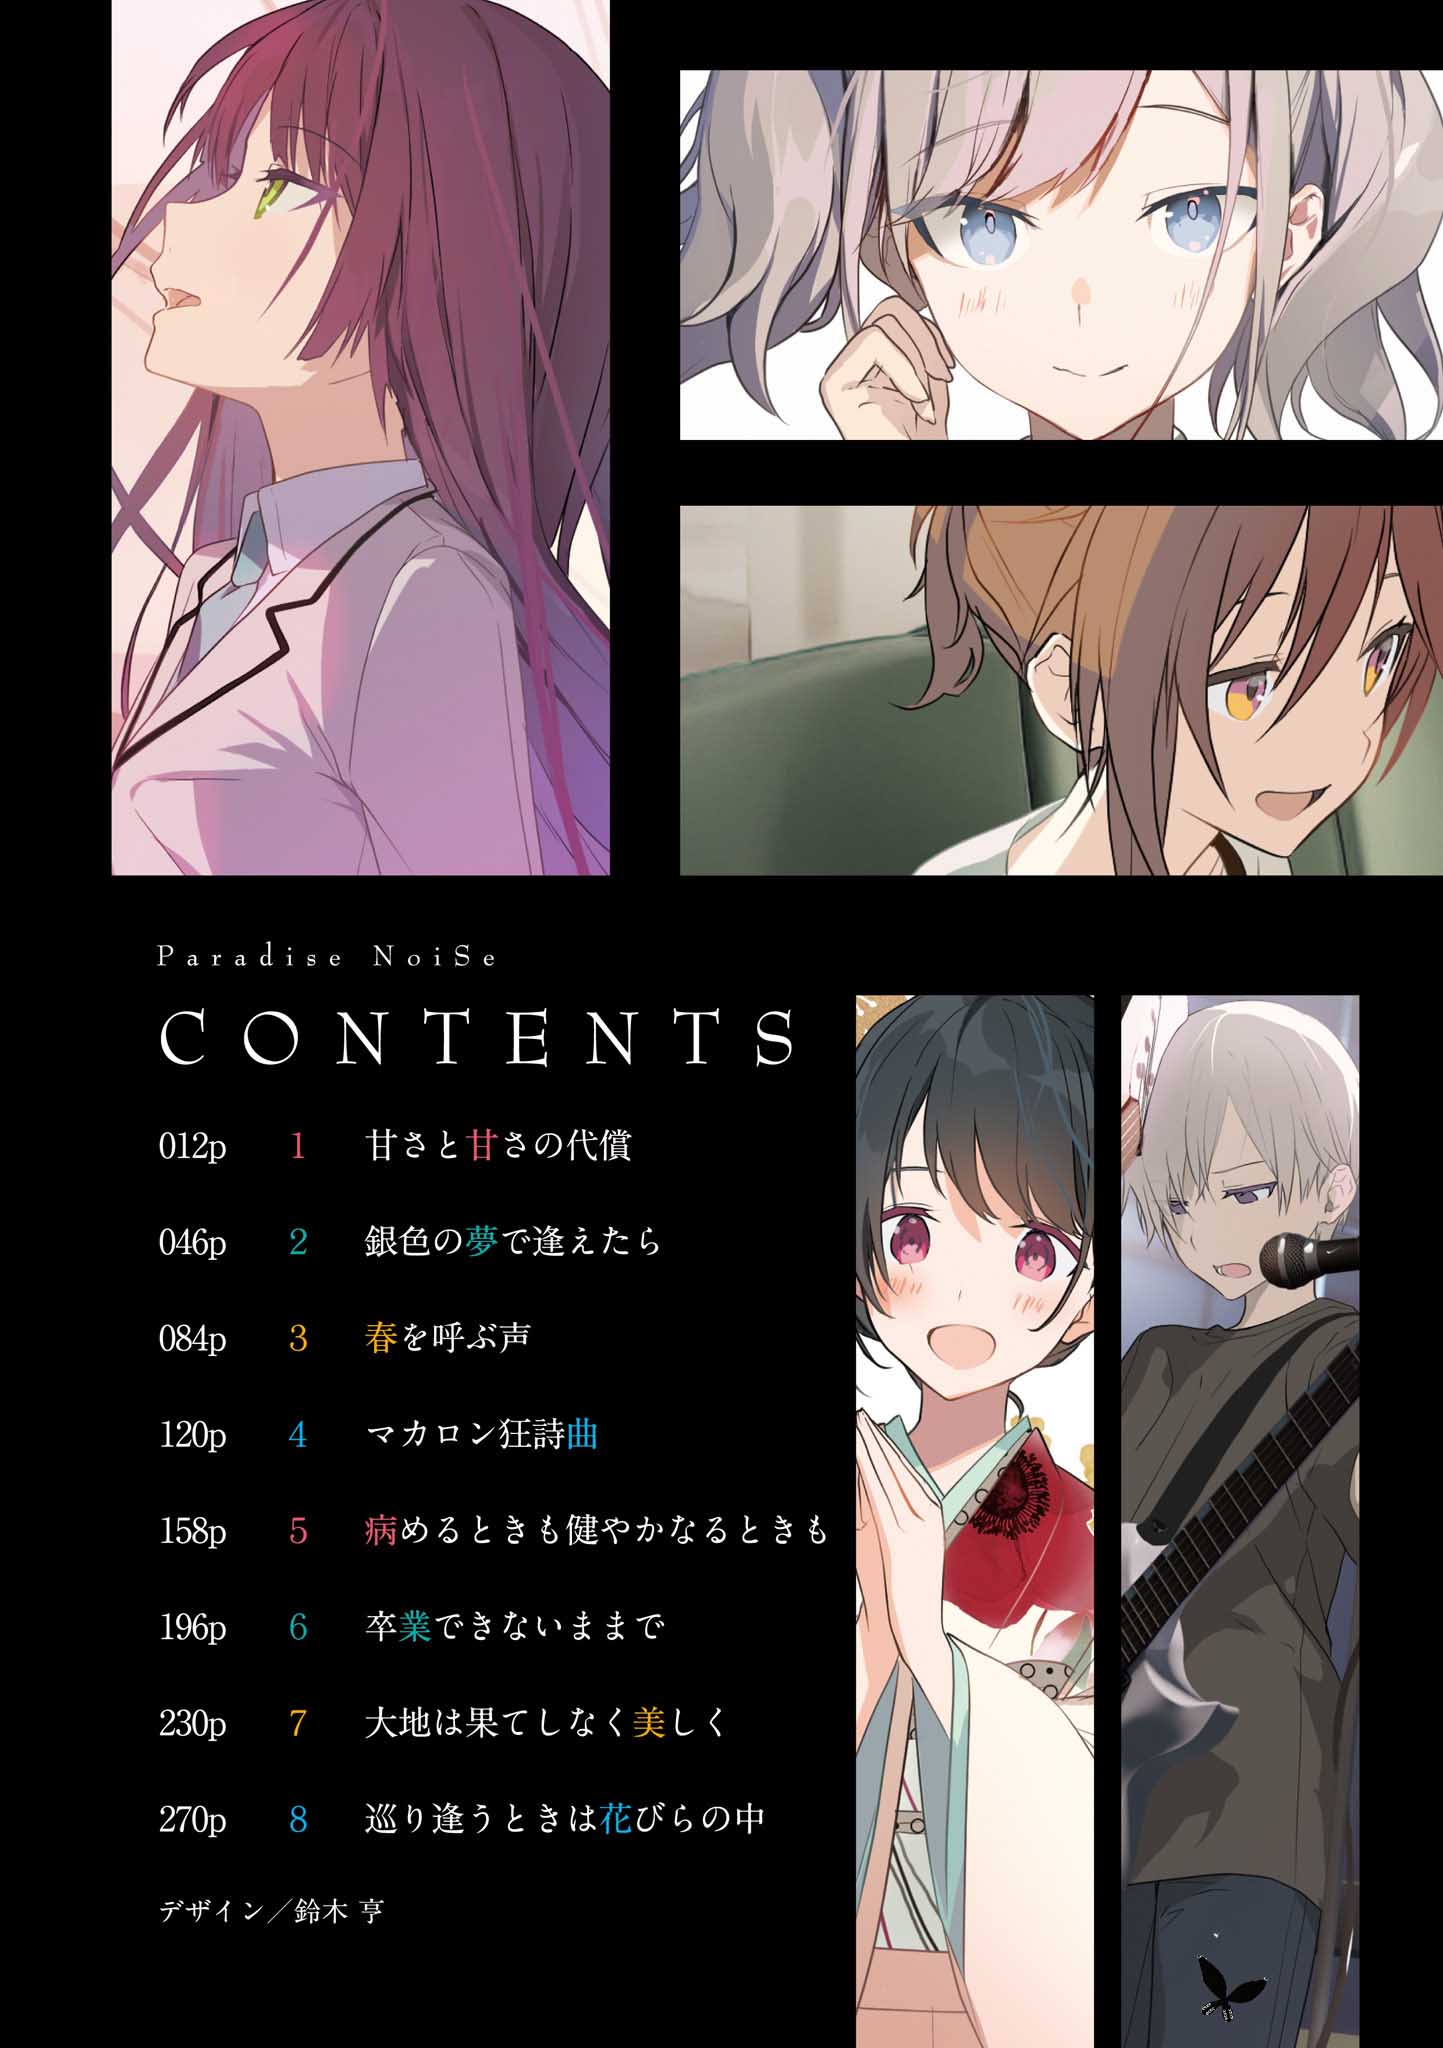 Paradise NoiSe
CONTENTS
012p 1 甘さと甘さの代償
046p 2 銀色の夢で逢えたら
084p 3 春を呼ぶ声
120p 4 マカロン狂詩曲
158p 5 病めるときも健やかなるときも
196p 6 卒業できないままで
230p 7 大地は果てしなく美しく
270p 8 巡り逢うときは花びらの中
デザイン／鈴木 亨